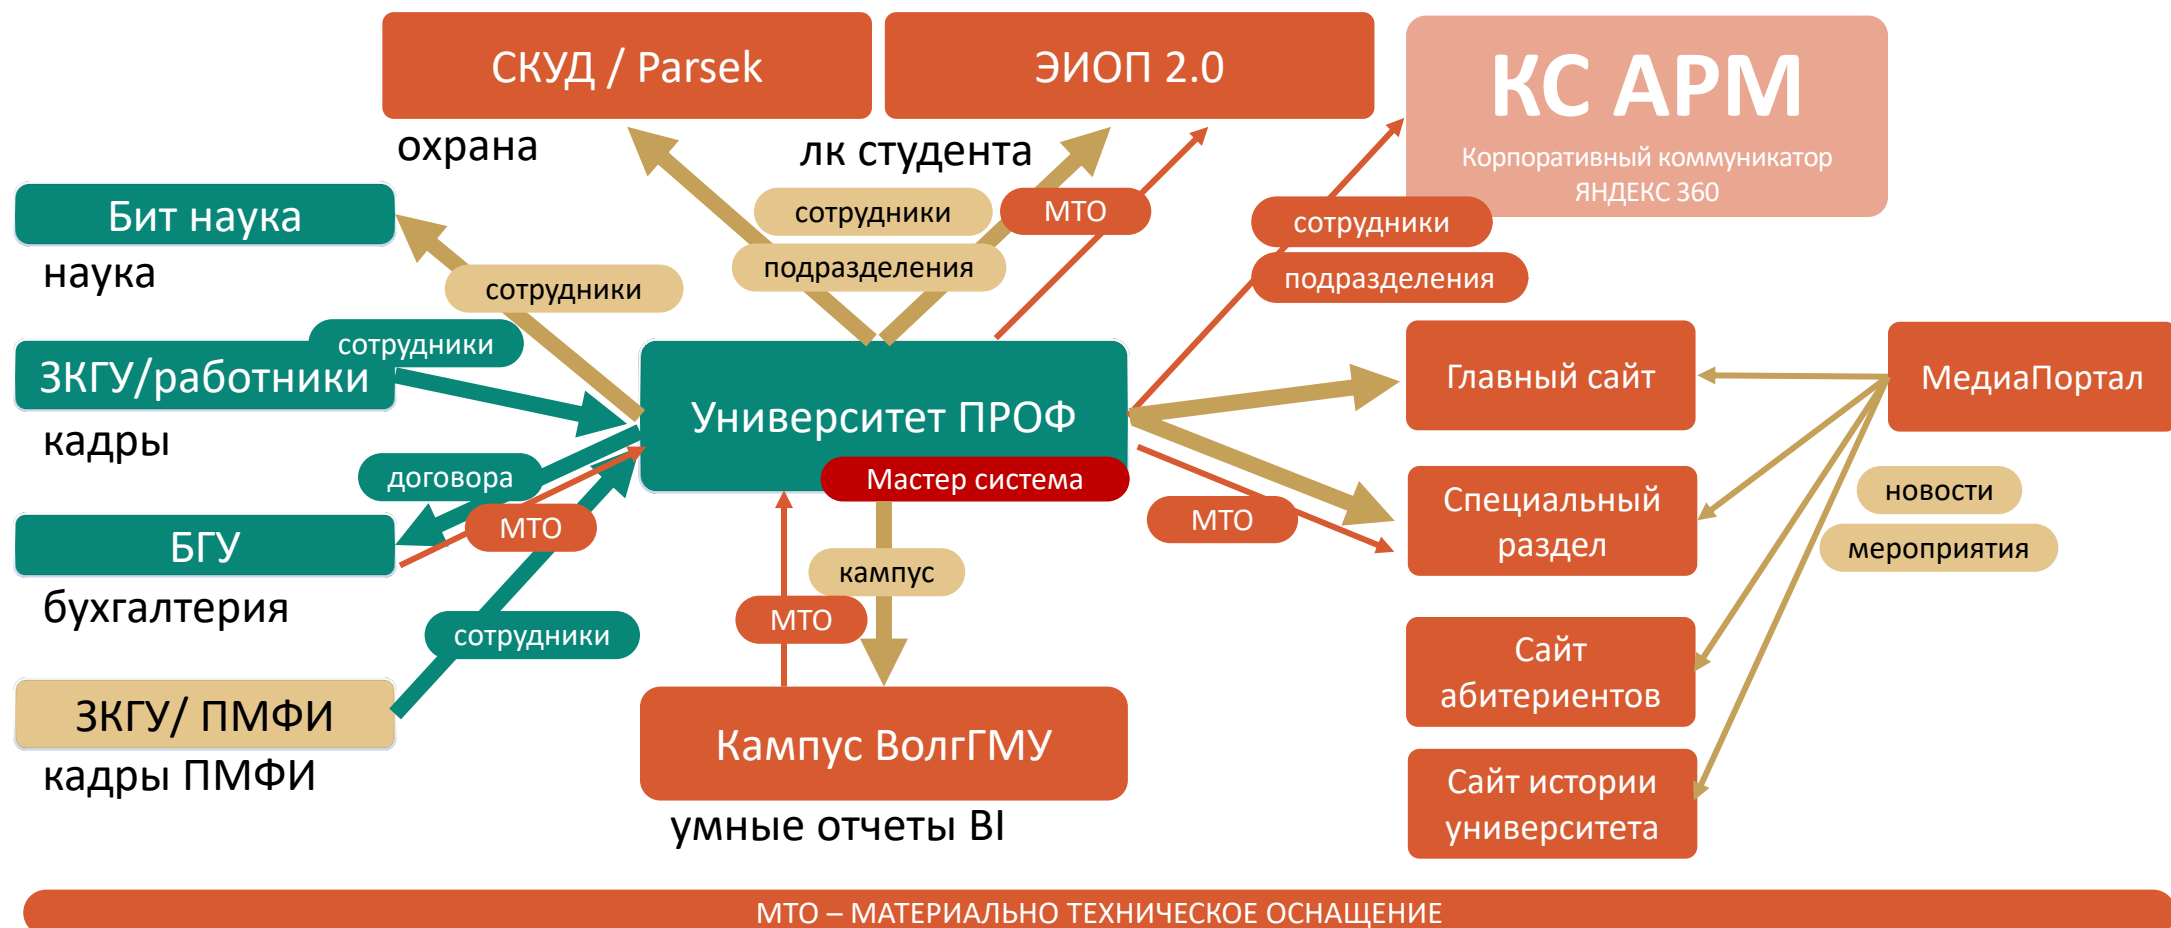 СКУД / Parsek
ЭИОП 2.0
КС АРМ
Корпоративный коммуникатор
ЯНДЕКС 360
охрана
лк студента
Бит наука
наука
сотрудники
сотрудники
подразделения
МТО
сотрудники
подразделения
ЗКГУ/работники
кадры
сотрудники
Университет ПРОФ
Мастер система
Главный сайт
МедиаПортал
договора
МТО
БГУ
бухгалтерия
МТО
Специальный
раздел
новости
мероприятия
кампус
МТО
сотрудники
ЗКГУ/ ПМФИ
кадры ПМФИ
Кампус ВолгГМУ
умные отчеты BI
Сайт
абитериентов
Сайт истории
университета
МТО – МАТЕРИАЛЬНО ТЕХНИЧЕСКОЕ ОСНАЩЕНИЕ